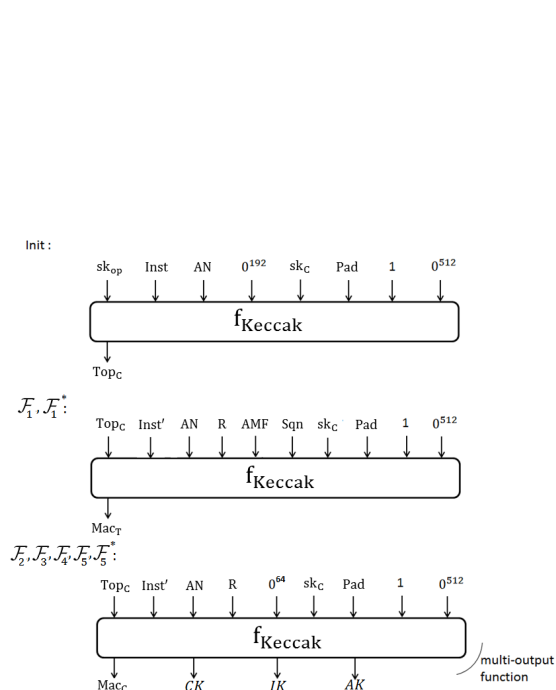 Init :
sk_op Inst AN 0^192 sk_C Pad 1 0^512
f_Keccak
Top_C
ℱ_1, ℱ_1^*:
Top_C Inst′ AN R AMF Sqn sk_C Pad 1 0^512
f_Keccak
Mac_T
ℱ_2, ℱ_3, ℱ_4, ℱ_5, ℱ_5^*:
Top_C Inst′ AN R 0^64 sk_C Pad 1 0^512
f_Keccak
multi-output
function
Mac_C CK IK AK